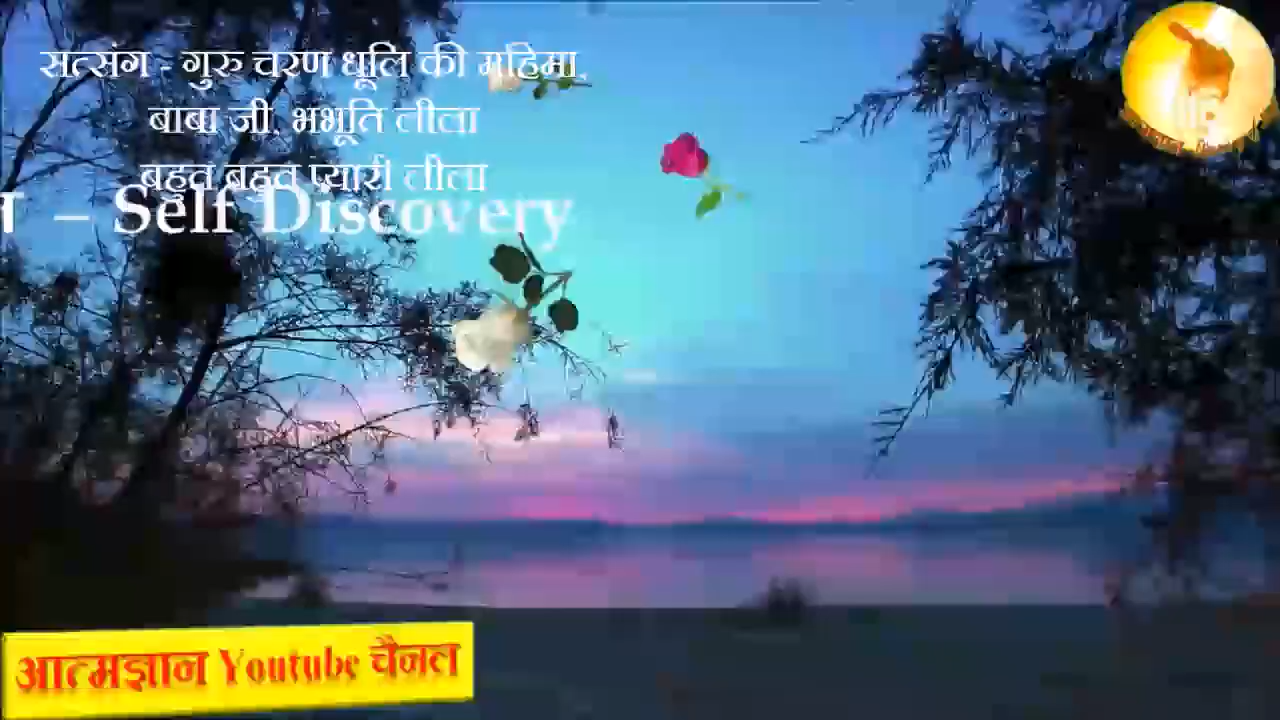 सत्संग - गुरु चरण धूलि की महिमा,
बाबा जी, भभूति लीला
बहुत बहुत प्यारी लीला
– Self Discovery
आत्मज्ञान Youtube चैनल